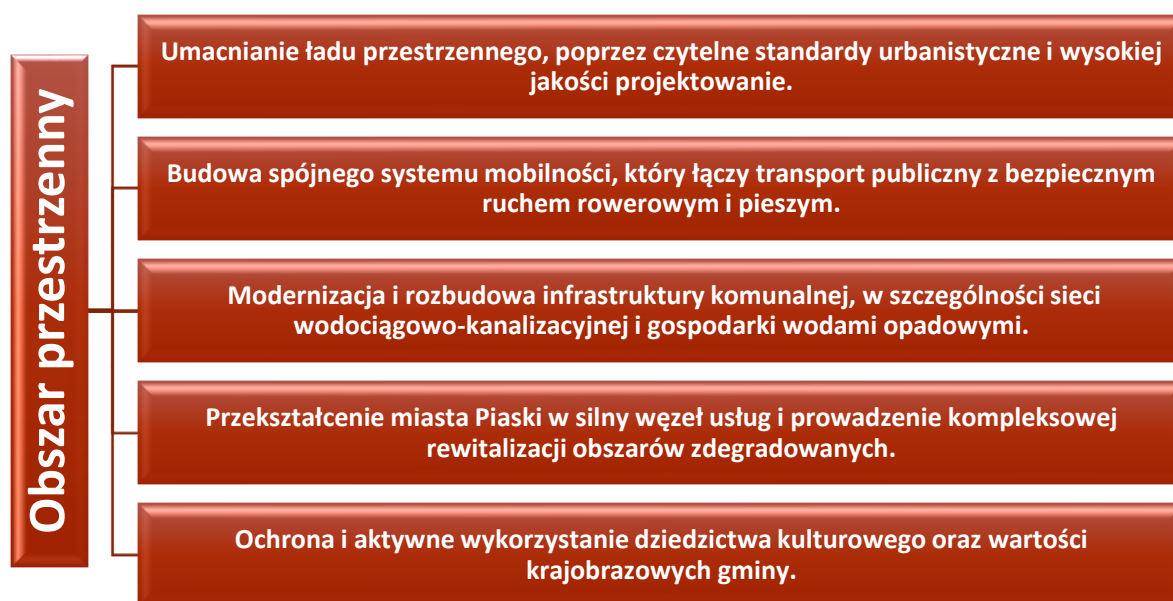 Obszar przestrzenny
Umacnianie ładu przestrzennego, poprzez czytelne standardy urbanistyczne i wysokiej
jakości projektowanie.
Budowa spójnego systemu mobilności, który łączy transport publiczny z bezpiecznym
ruchem rowerowym i pieszym.
Modernizacja i rozbudowa infrastruktury komunalnej, w szczególności sieci
wodociągowo-kanalizacyjnej i gospodarki wodami opadowymi.
Przekształcenie miasta Piaski w silny węzeł usług i prowadzenie kompleksowej
rewitalizacji obszarów zdegradowanych.
Ochrona i aktywne wykorzystanie dziedzictwa kulturowego oraz wartości
krajobrazowych gminy.